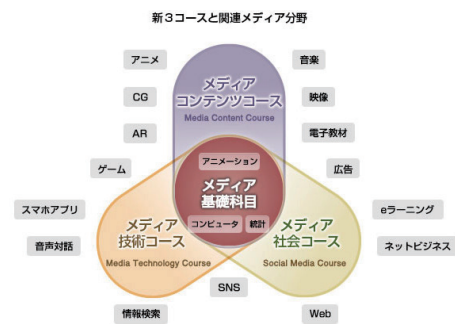 新3コースと関連メディア分野
アニメ
音楽
メディア
コンテンツコース
Media Content Course
CG
映像
AR
電子教材
ゲーム
アニメーション
広告
メディア
基礎科目
コンピュータ
統計
スマホアプリ
eラーニング
メディア
技術コース
Media Technology Course
メディア
社会コース
Social Media Course
音声対話
ネットビジネス
SNS
情報検索
Web